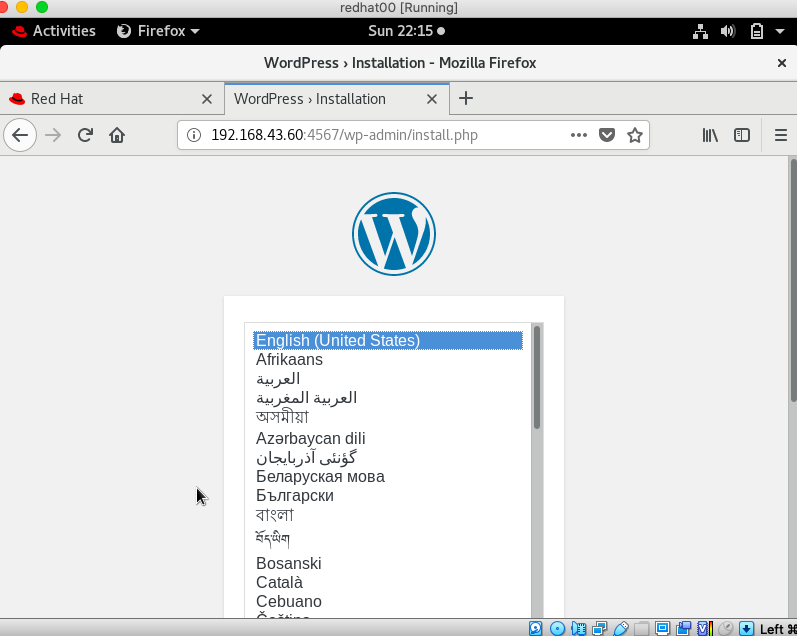 redhat00 [Running]
Activities Firefox Sun 22:15
WordPress › Installation - Mozilla Firefox
Red Hat WordPress › Installation
192.168.43.60:4567/wp-admin/install.php
English (United States)
Afrikaans
العربية
العربية المغربية
অসমীয়া
Azərbaycan dili
گؤنئی آذربایجان
Беларуская мова
Български
বাংলা
བོད་ཡིག
Bosanski
Català
Cebuano
Čeština
Left ⌘